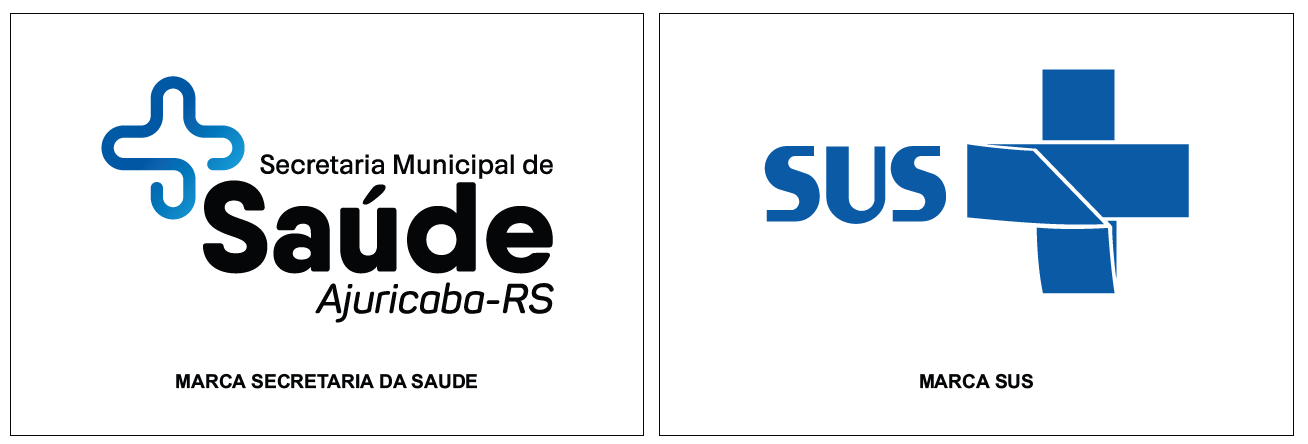 Secretaria Municipal de
Saúde
Ajuricaba-RS
MARCA SECRETARIA DA SAUDE
SUS
MARCA SUS